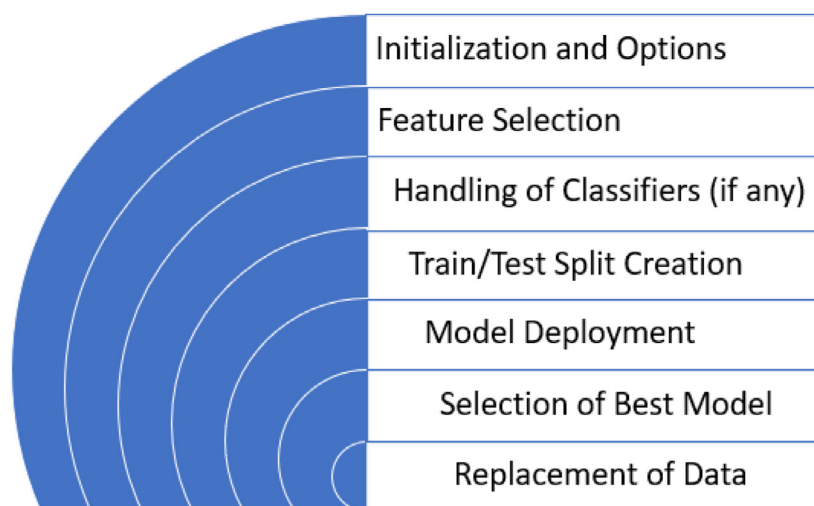 Initialization and Options
Feature Selection
Handling of Classifiers (if any)
Train/Test Split Creation
Model Deployment
Selection of Best Model
Replacement of Data